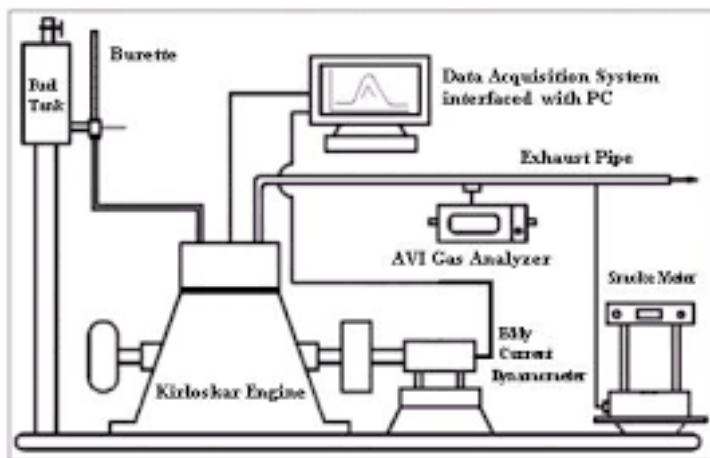 Fuel
Tank
Burette
Data Acquisition System
interfaced with PC
Exhaust Pipe
AVI Gas Analyzer
Smoke Meter
Eddy
Current
Dynamometer
Kirloskar Engine